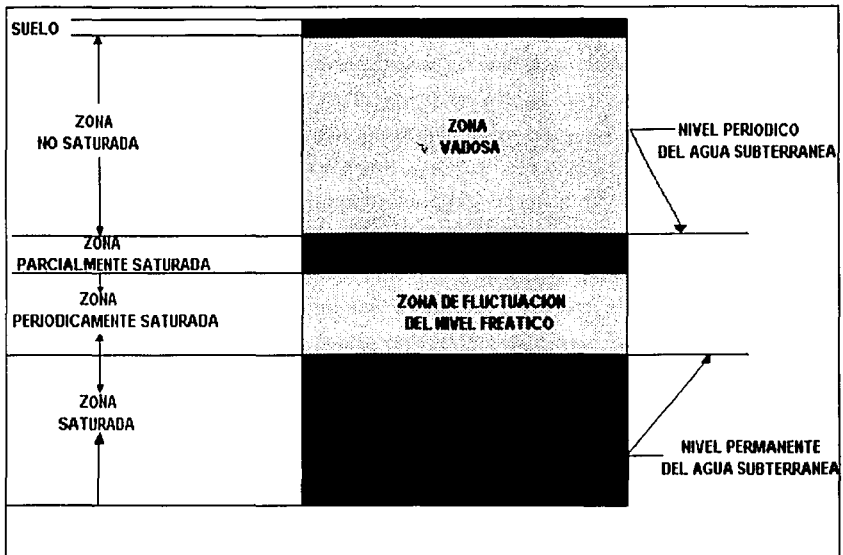 SUELO
ZONA
NO SATURADA
ZONA
VADOSA
NIVEL PERIODICO
DEL AGUA SUBTERRANEA
ZONA
PARCIALMENTE SATURADA
ZONA
PERIODICAMENTE SATURADA
ZONA DE FLUCTUACION
DEL NIVEL FREATICO
ZONA
SATURADA
NIVEL PERMANENTE
DEL AGUA SUBTERRANEA